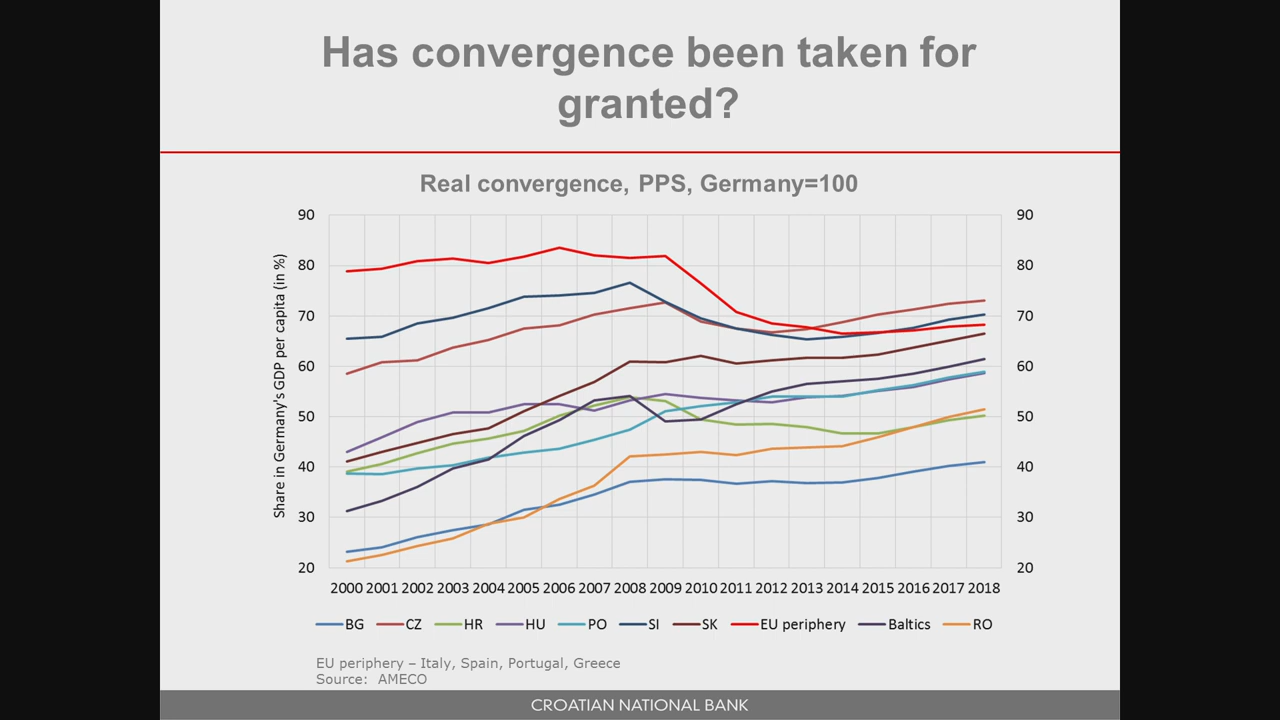 Has convergence been taken for
granted?
Real convergence, PPS, Germany=100
Share in Germany's GDP per capita (in %)
90 90
80 80
70 70
60 60
50 50
40 40
30 30
20 20
2000 2001 2002 2003 2004 2005 2006 2007 2008 2009 2010 2011 2012 2013 2014 2015 2016 2017 2018
BG CZ HR HU PO SI SK EU periphery Baltics RO
EU periphery – Italy, Spain, Portugal, Greece
Source: AMECO
CROATIAN NATIONAL BANK